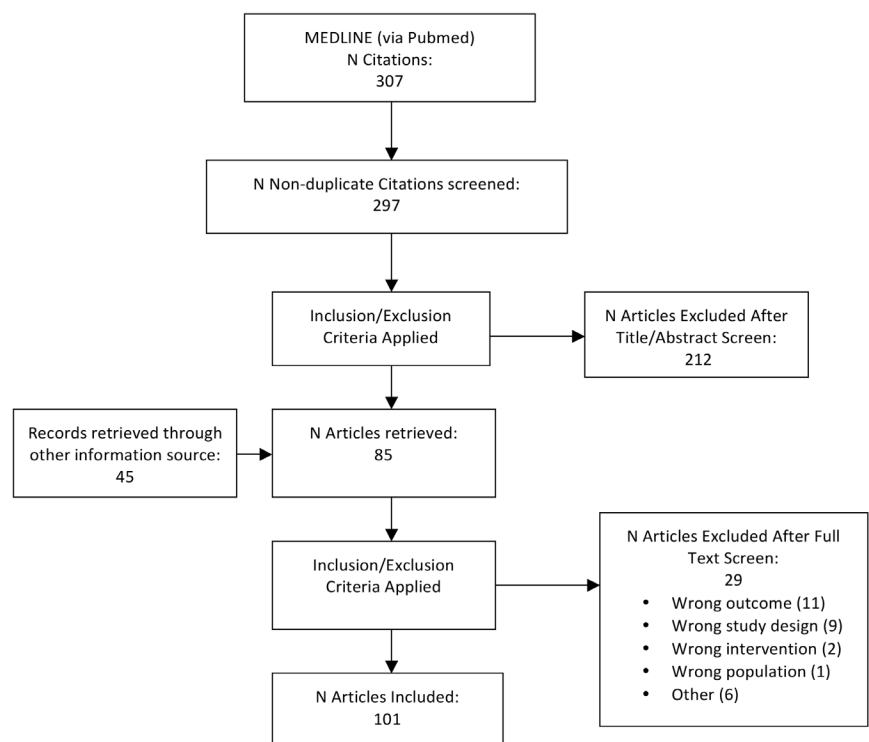 MEDLINE (via Pubmed)
N Citations:
307
N Non-duplicate Citations screened:
297
Inclusion/Exclusion
Criteria Applied
N Articles Excluded After
Title/Abstract Screen:
212
Records retrieved through
other information source:
45
N Articles retrieved:
85
Inclusion/Exclusion
Criteria Applied
N Articles Excluded After Full
Text Screen:
29
• Wrong outcome (11)
• Wrong study design (9)
• Wrong intervention (2)
• Wrong population (1)
• Other (6)
N Articles Included:
101